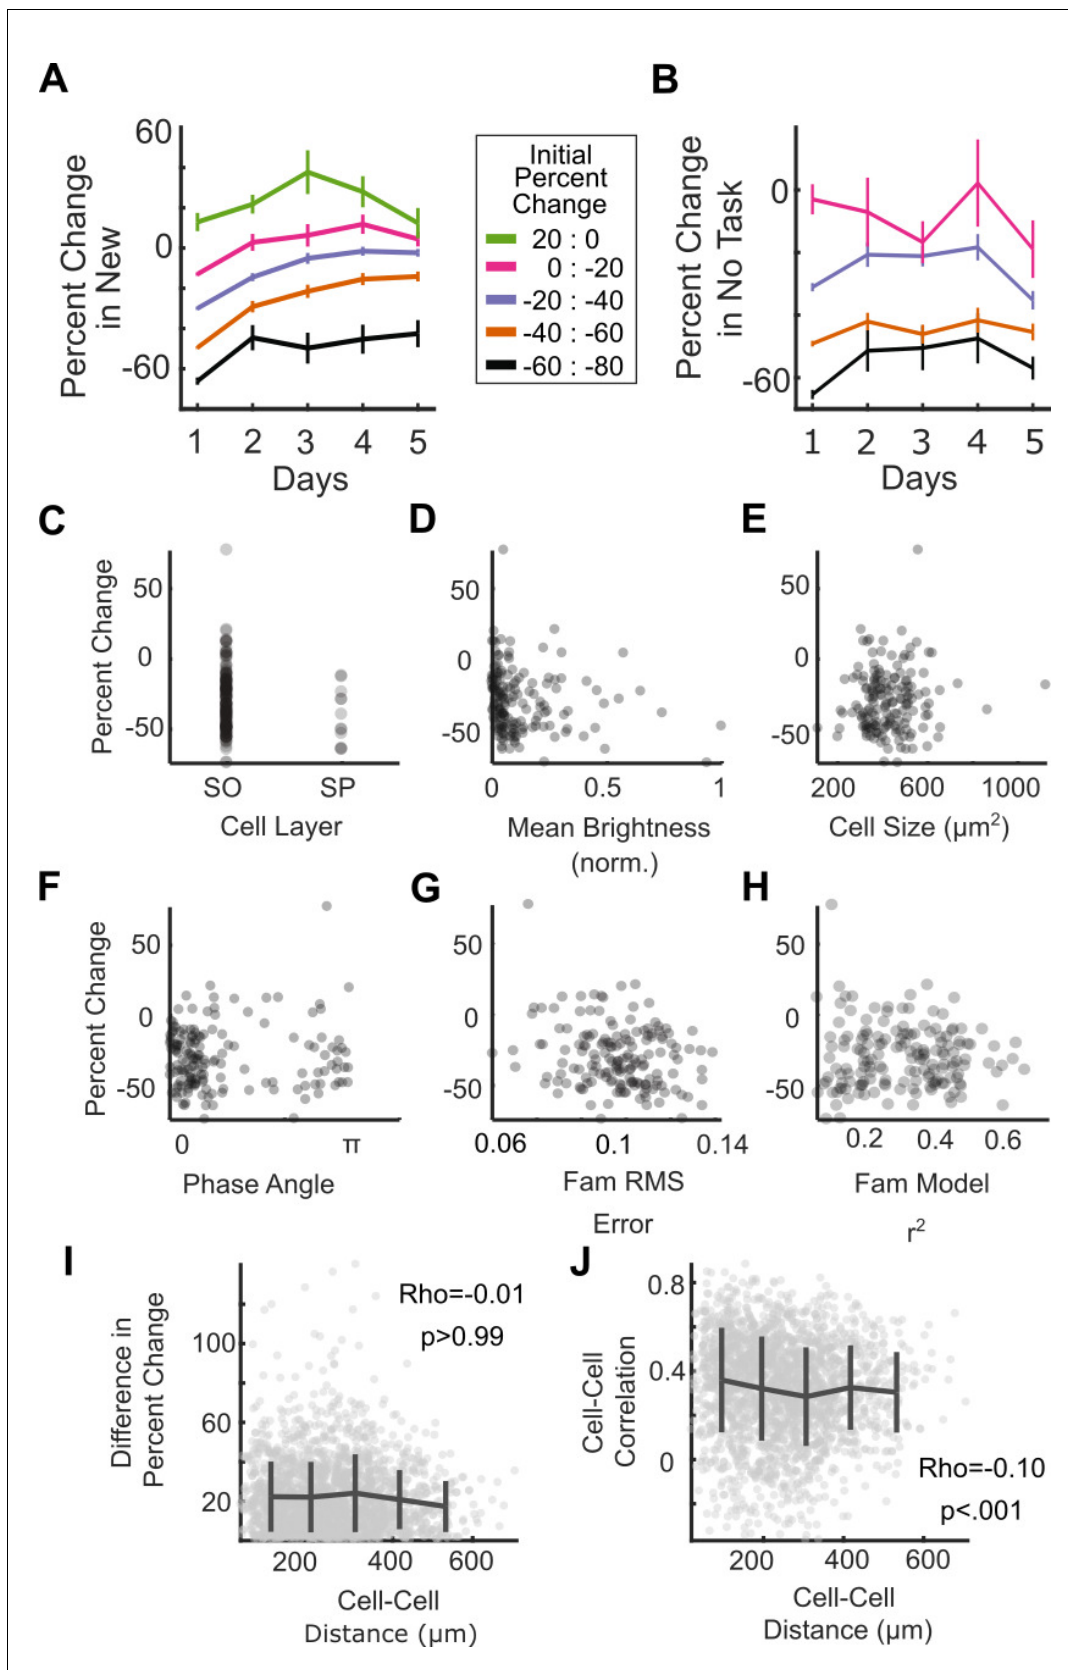 A
B
60
0
-60
Percent Change
in New
1 2 3 4 5
Days
Initial
Percent
Change
20 : 0
0 : -20
-20 : -40
-40 : -60
-60 : -80
0
-60
Percent Change
in No Task
1 2 3 4 5
Days
C
D
E
Percent Change
50
0
-50
SO SP
Cell Layer
50
0
-50
0 0.5 1
Mean Brightness
(norm.)
50
0
-50
200 600 1000
Cell Size (µm²)
F
G
H
Percent Change
50
0
-50
0 π
Phase Angle
50
0
-50
0.06 0.1 0.14
Fam RMS
Error
50
0
-50
0.2 0.4 0.6
Fam Model
r²
I
J
Difference in
Percent Change
100
60
20
Rho=-0.01
p>0.99
200 400 600
Cell-Cell
Distance (µm)
Cell-Cell
Correlation
0.8
0.4
0
Rho=-0.10
p<.001
200 400 600
Cell-Cell
Distance (µm)